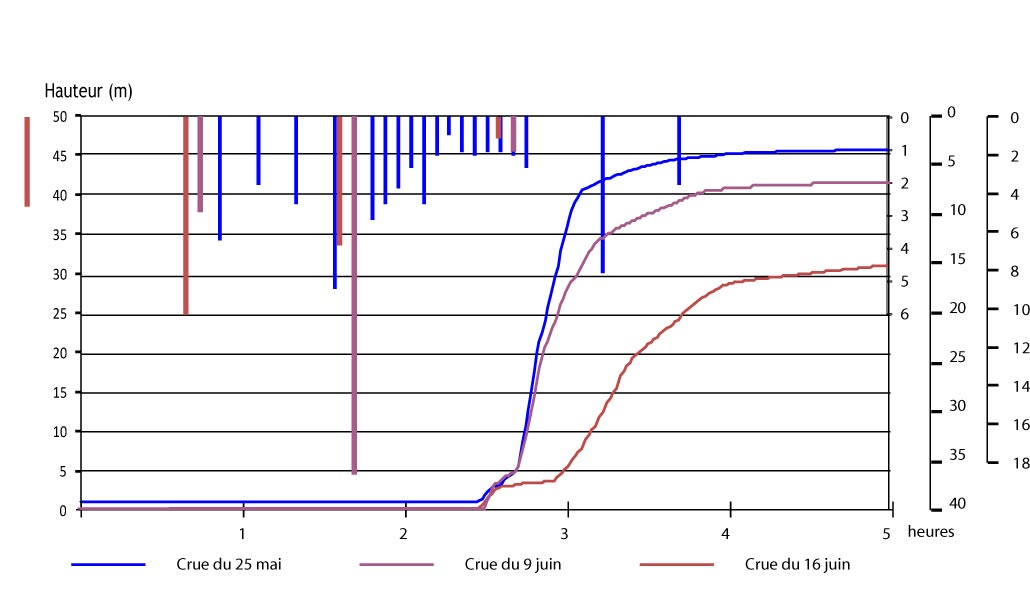 Hauteur (m)
50 0 0 0
45 1 5 2
40 2 10 4
35 3 15 6
30 4 20 8
25 5 25 10
20 6 30 12
15 35 14
10 40 16
5 18
0
1 2 3 4 5 heures
Crue du 25 mai Crue du 9 juin Crue du 16 juin